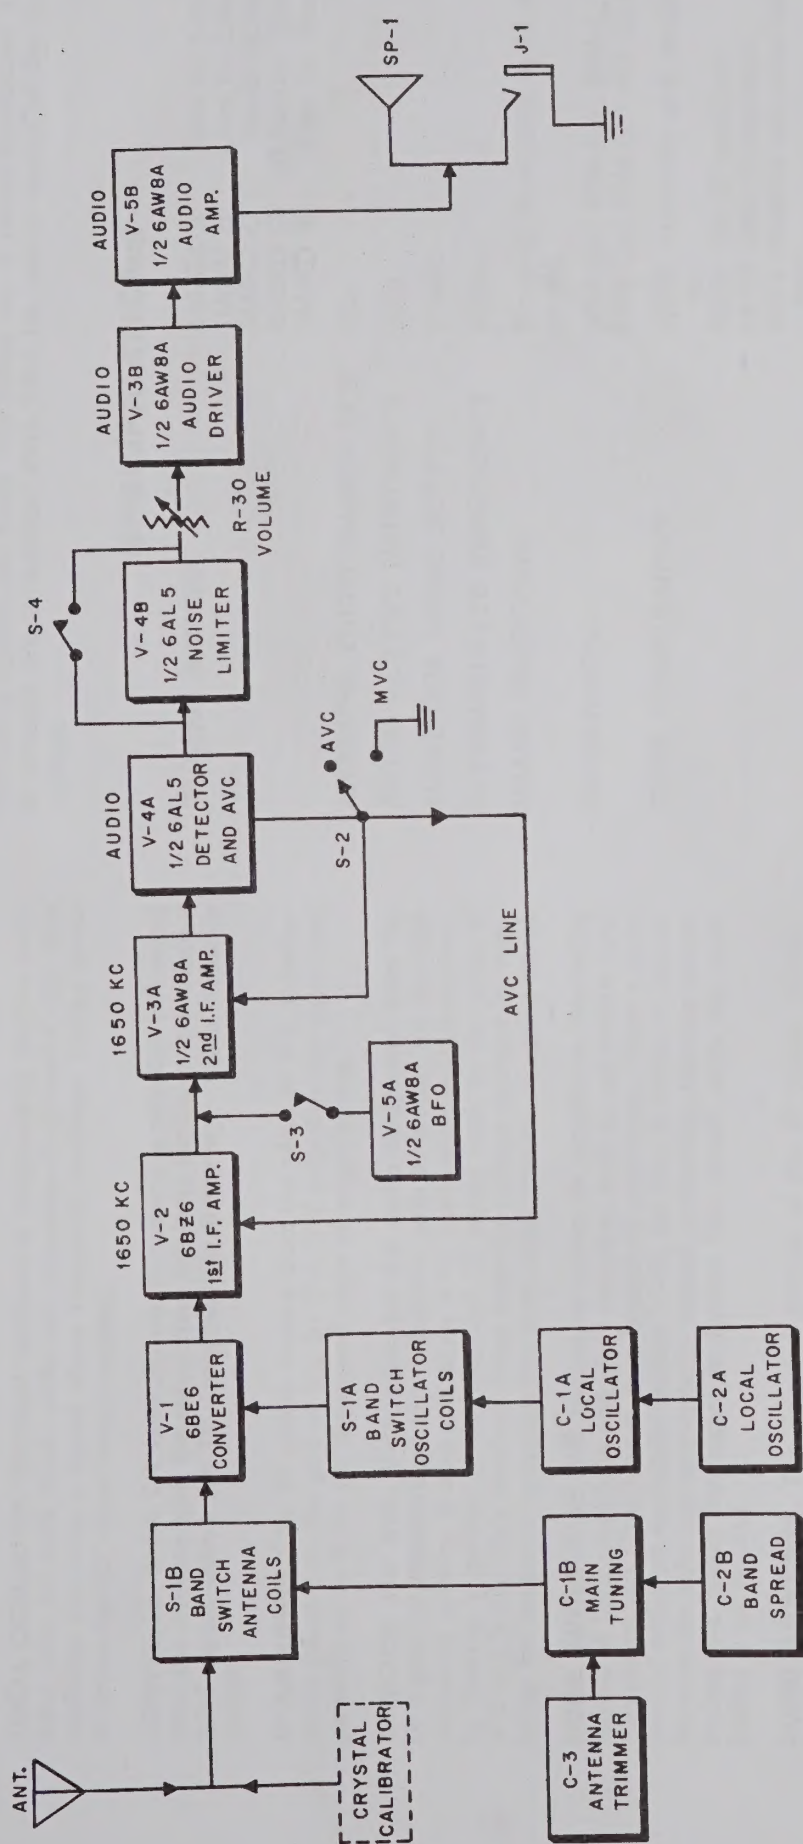 ANT.
CRYSTAL
CALIBRATOR
S-1B
BAND
SWITCH
ANTENNA
COILS
C-3
ANTENNA
TRIMMER
C-1B
MAIN
TUNING
C-2B
BAND
SPREAD
V-1
6BE6
CONVERTER
S-1A
BAND
SWITCH
OSCILLATOR
COILS
C-1A
LOCAL
OSCILLATOR
C-2A
LOCAL
OSCILLATOR
1650 KC
V-2
6BZ6
1st I.F. AMP.
S-3
V-5A
1/2 6AW8A
BFO
1650 KC
V-3A
1/2 6AW8A
2nd I.F. AMP.
AVC LINE
AUDIO
V-4A
1/2 6AL5
DETECTOR
AND AVC
S-2
AVC
MVC
S-4
V-4B
1/2 6AL5
NOISE
LIMITER
R-30
VOLUME
AUDIO
V-3B
1/2 6AW8A
AUDIO
DRIVER
AUDIO
V-5B
1/2 6AW8A
AUDIO
AMP.
SP-1
J-1